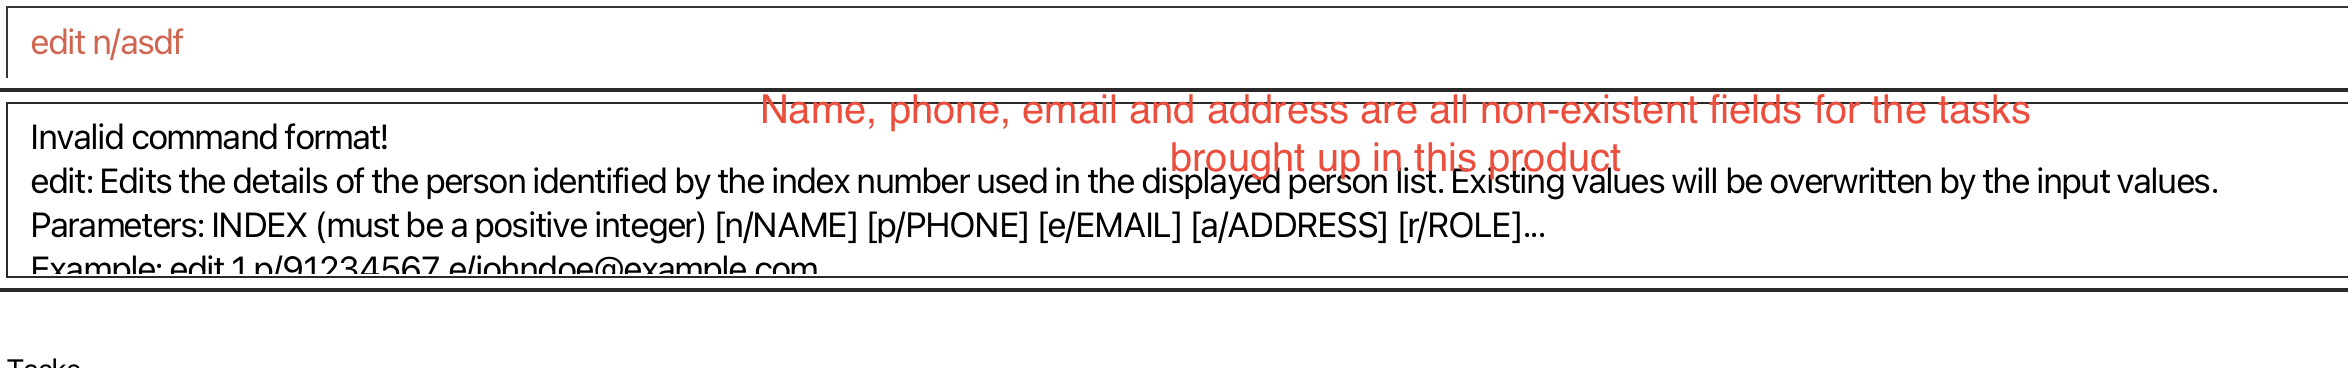 edit n/asdf
Name, phone, email and address are all non-existent fields for the tasks
brought up in this product
Invalid command format!
edit: Edits the details of the person identified by the index number used in the displayed person list. Existing values will be overwritten by the input values.
Parameters: INDEX (must be a positive integer) [n/NAME] [p/PHONE] [e/EMAIL] [a/ADDRESS] [r/ROLE]...
Example: edit 1 p/91234567 e/johndoe@example.com
Tasks